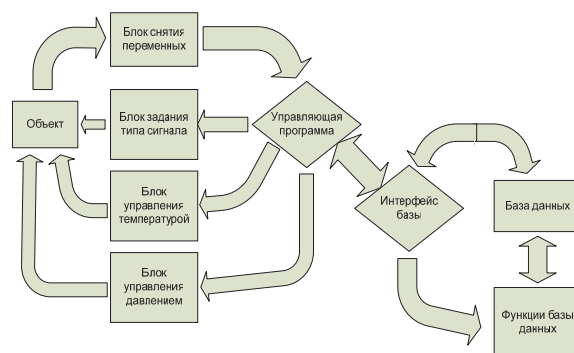 Блок снятия
переменных
Объект
Блок задания
типа сигнала
Управляющая
программа
Блок
управления
температурой
Интерфейс
базы
База данных
Блок
управления
давлением
Функции базы
данных